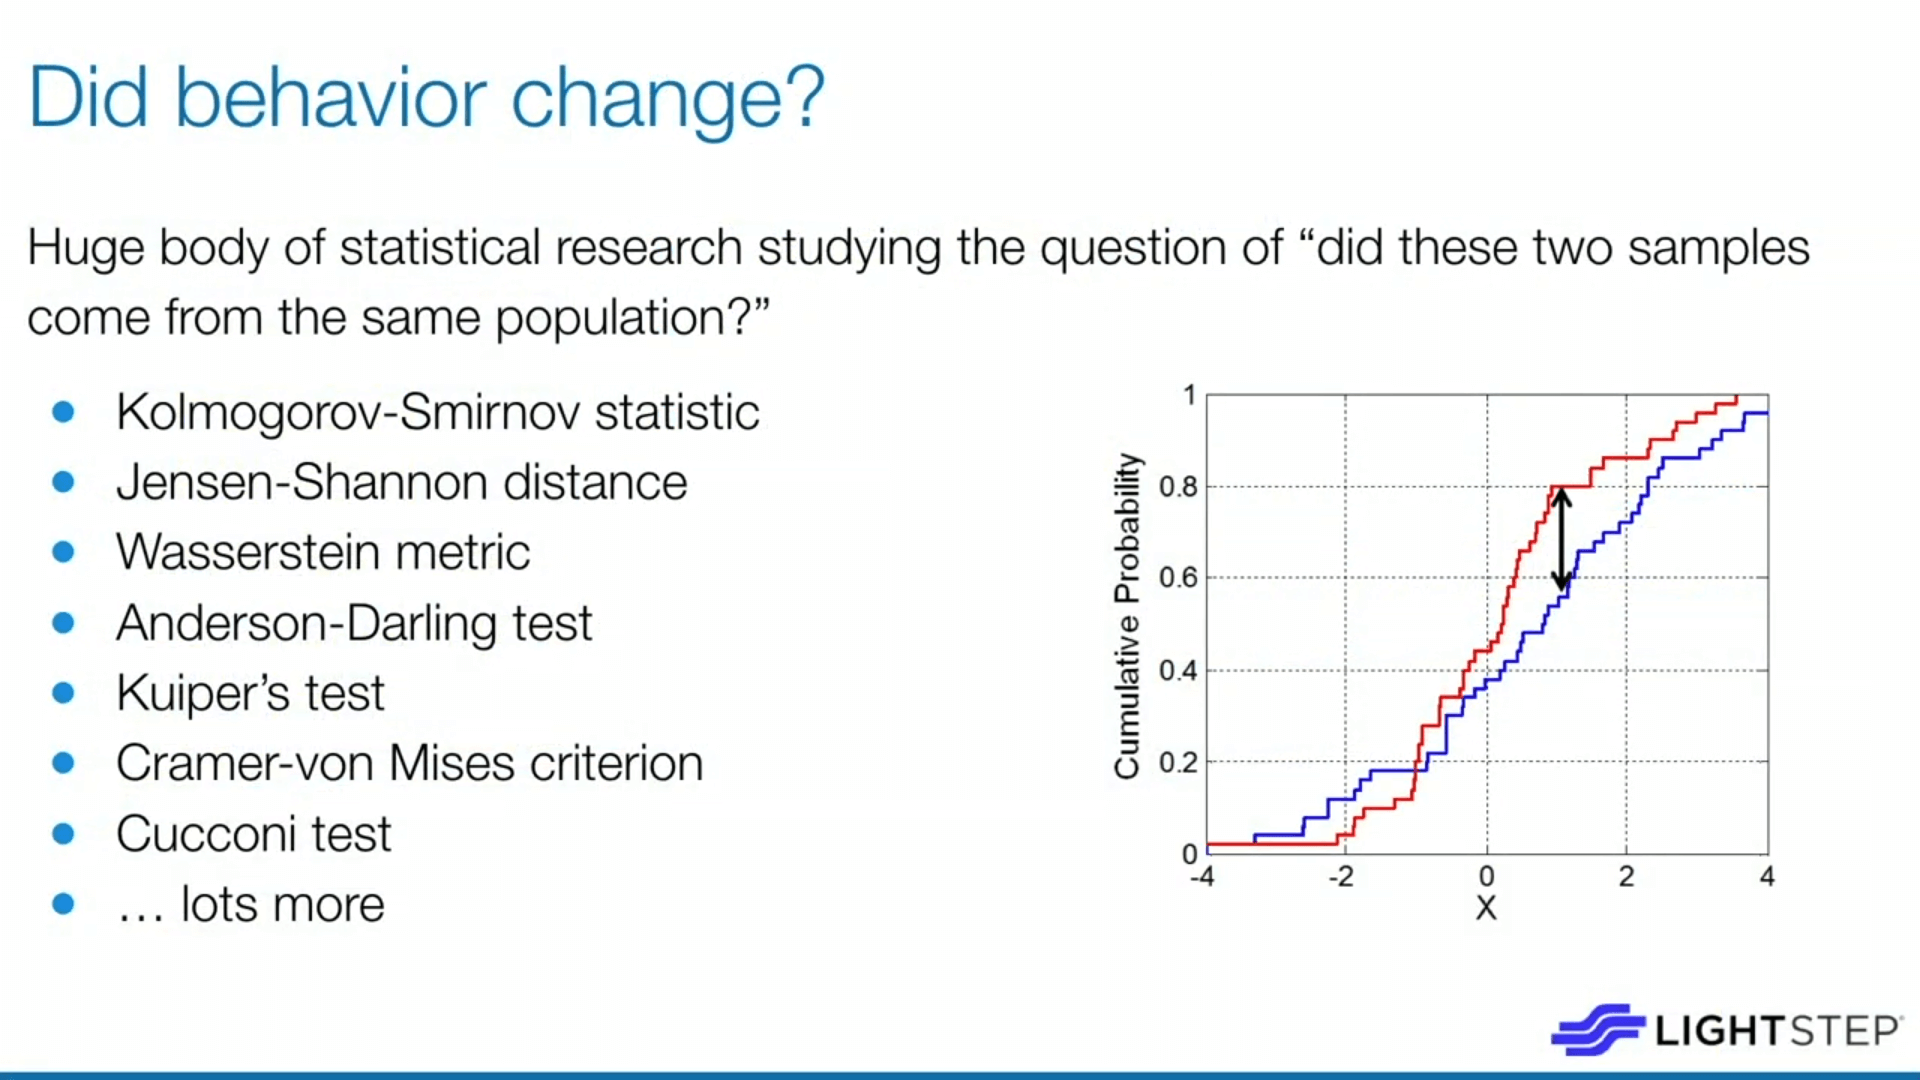 Did behavior change?
Huge body of statistical research studying the question of “did these two samples
come from the same population?”
Kolmogorov-Smirnov statistic
Jensen-Shannon distance
Wasserstein metric
Anderson-Darling test
Kuiper’s test
Cramer-von Mises criterion
Cucconi test
… lots more
Cumulative Probability
1
0.8
0.6
0.4
0.2
0
-4 -2 0 2 4
X
LIGHTSTEP